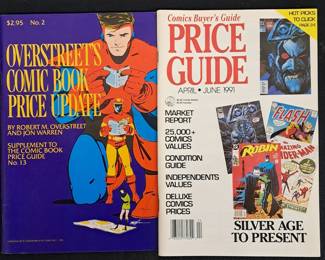 $2.95 No. 2
OVERSTREET'S
COMIC BOOK
PRICE UPDATE
BY ROBERT M. OVERSTREET
AND JON WARREN
SUPPLEMENT TO
THE COMIC BOOK
PRICE GUIDE
No. 13
Comics Buyer's Guide
HOT PICKS
TO CLICK
PRICE
GUIDE
APRIL • JUNE 1991
MARKET
REPORT
25,000+
COMICS
VALUES
CONDITION
GUIDE
INDEPENDENTS
VALUES
DELUXE
COMICS
PRICES
FLASH
ROBIN
THE AMAZING
SPIDER-MAN
SILVER AGE
TO PRESENT